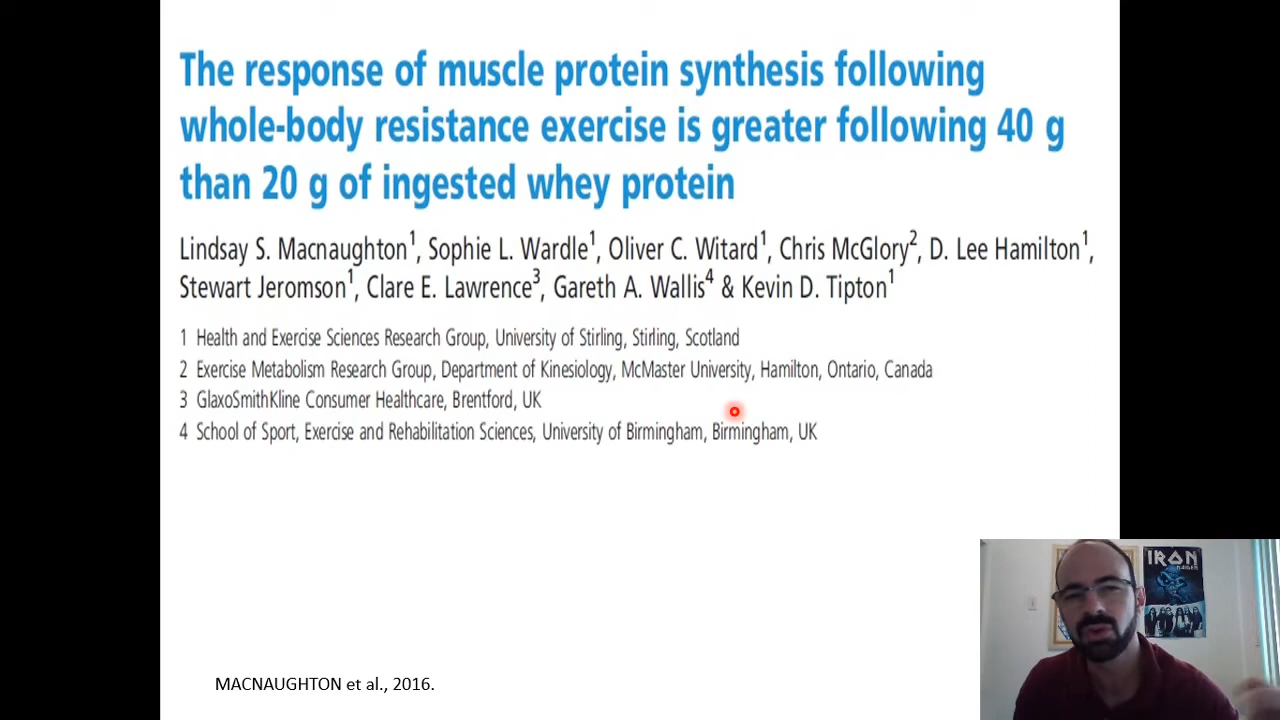 The response of muscle protein synthesis following
whole-body resistance exercise is greater following 40 g
than 20 g of ingested whey protein
Lindsay S. Macnaughton1, Sophie L. Wardle1, Oliver C. Witard1, Chris McGlory2, D. Lee Hamilton1,
Stewart Jeromson1, Clare E. Lawrence3, Gareth A. Wallis4 & Kevin D. Tipton1
1 Health and Exercise Sciences Research Group, University of Stirling, Stirling, Scotland
2 Exercise Metabolism Research Group, Department of Kinesiology, McMaster University, Hamilton, Ontario, Canada
3 GlaxoSmithKline Consumer Healthcare, Brentford, UK
4 School of Sport, Exercise and Rehabilitation Sciences, University of Birmingham, Birmingham, UK
IRON
MAIDEN
MACNAUGHTON et al., 2016.